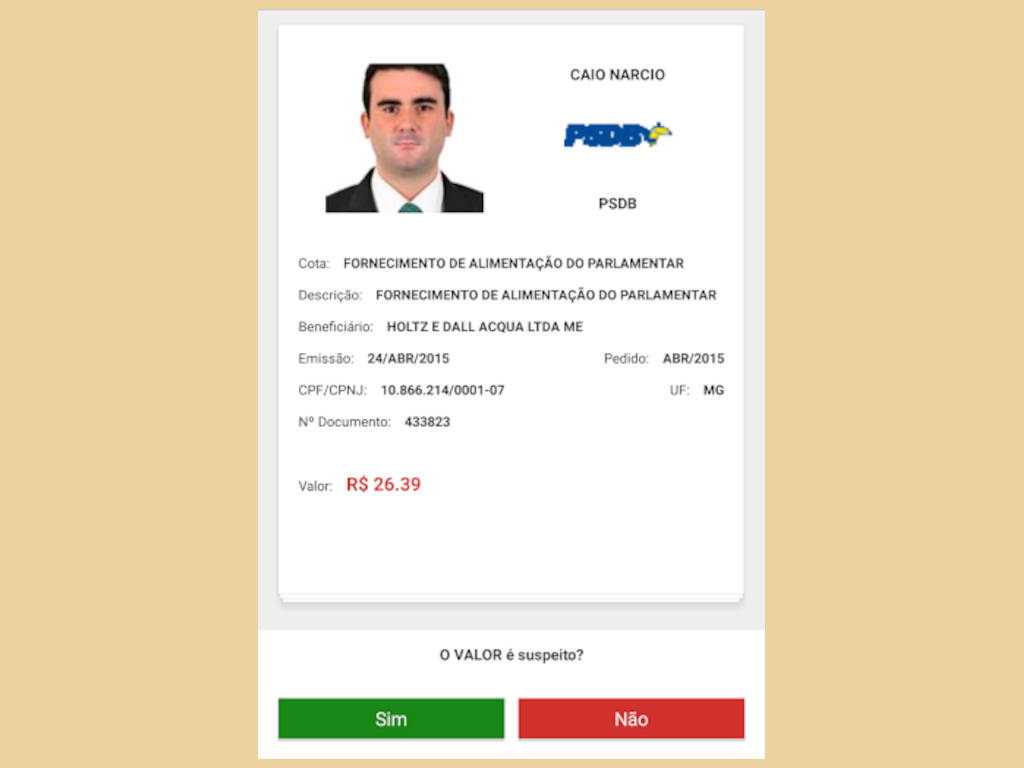 CAIO NARCIO
PSDB
PSDB
Cota: FORNECIMENTO DE ALIMENTAÇÃO DO PARLAMENTAR
Descrição: FORNECIMENTO DE ALIMENTAÇÃO DO PARLAMENTAR
Beneficiário: HOLTZ E DALL ACQUA LTDA ME
Emissão: 24/ABR/2015 Pedido: ABR/2015
CPF/CPNJ: 10.866.214/0001-07 UF: MG
Nº Documento: 433823
Valor: R$ 26.39
O VALOR é suspeito?
Sim Não